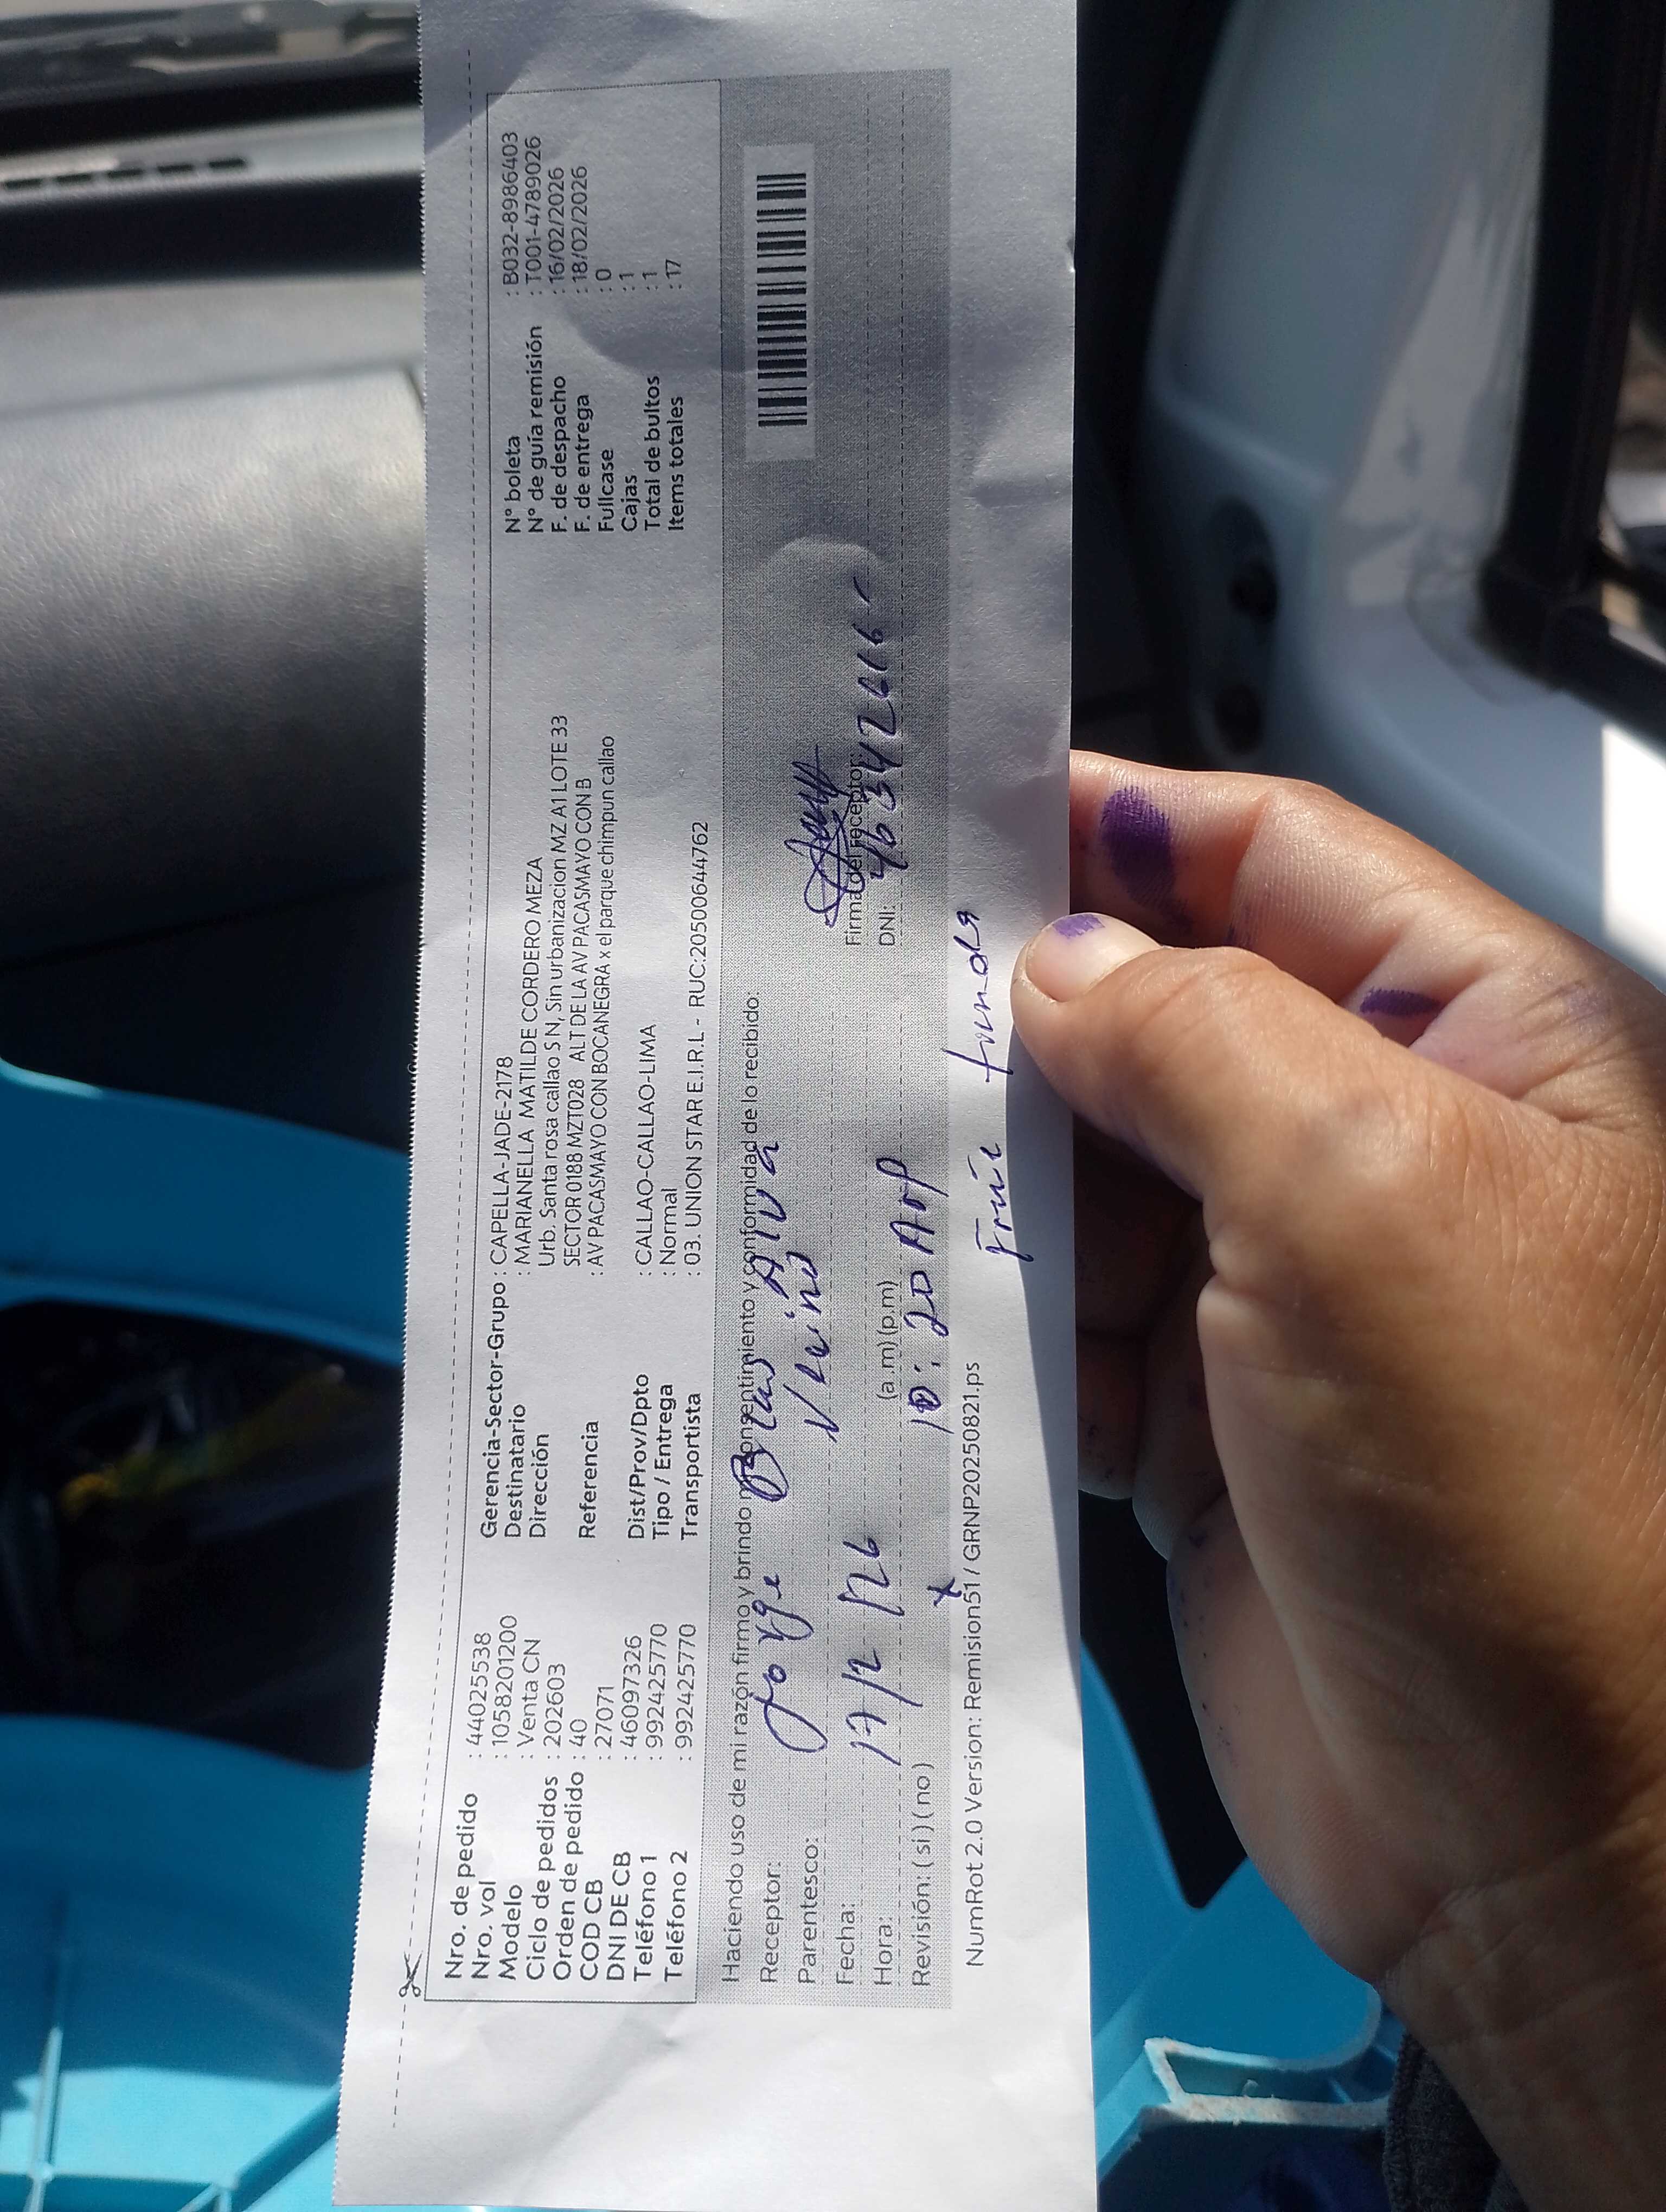 Nro. de pedido : 44025538
Nro. vol : 1058201200
Modelo : Venta CN
Ciclo de pedidos : 202603
Orden de pedido : 40
COD CB : 27071
DNI DE CB : 46097326
Teléfono 1 : 992425770
Teléfono 2 : 992425770
Gerencia-Sector-Grupo : CAPELLA-JADE-2178
Destinatario : MARIANELLA MATILDE CORDERO MEZA
Dirección Urb. Santa rosa callao S N, Sin urbanizacion MZ A1 LOTE 33
SECTOR 0188 MZT028 ALT DE LA AV PACASMAYO CON B
Referencia : AV PACASMAYO CON BOCANEGRA x el parque chimpun callao
Dist/Prov/Dpto : CALLAO-CALLAO-LIMA
Tipo / Entrega : Normal
Transportista : 03. UNION STAR E.I.R.L - RUC:20500644762
N° boleta : B032-8986403
N° de guía remisión : T001-4789026
F. de despacho : 16/02/2026
F. de entrega : 18/02/2026
Fullcase : 0
Cajas : 1
Total de bultos : 1
Items totales : 17
Haciendo uso de mi razón firmo y brindo mi consentimiento y conformidad de lo recibido:
Receptor: Jorge Blas Alva
Parentesco: Vecino
Fecha: 17/2/26
Firma del receptor:
Hora: (a.m) (p.m) 10:20
DNI:
Revisión: ( si ) ( no ) x
NumRot 2.0 Version: Remision51 / GRNP20250821.ps